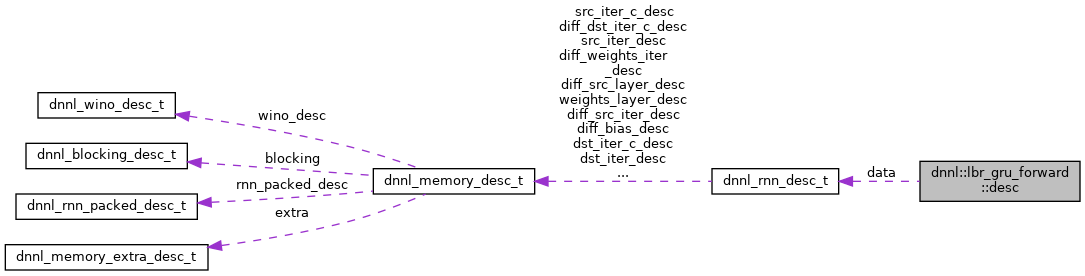 src_iter_c_desc
diff_dst_iter_c_desc
src_iter_desc
diff_weights_iter
_desc
diff_src_layer_desc
weights_layer_desc
diff_src_iter_desc
diff_bias_desc
dst_iter_c_desc
dst_iter_desc
...
dnnl_wino_desc_t
wino_desc
dnnl_blocking_desc_t
blocking
dnnl_memory_desc_t
dnnl_rnn_desc_t
data
dnnl::lbr_gru_forward
::desc
rnn_packed_desc
dnnl_rnn_packed_desc_t
extra
dnnl_memory_extra_desc_t